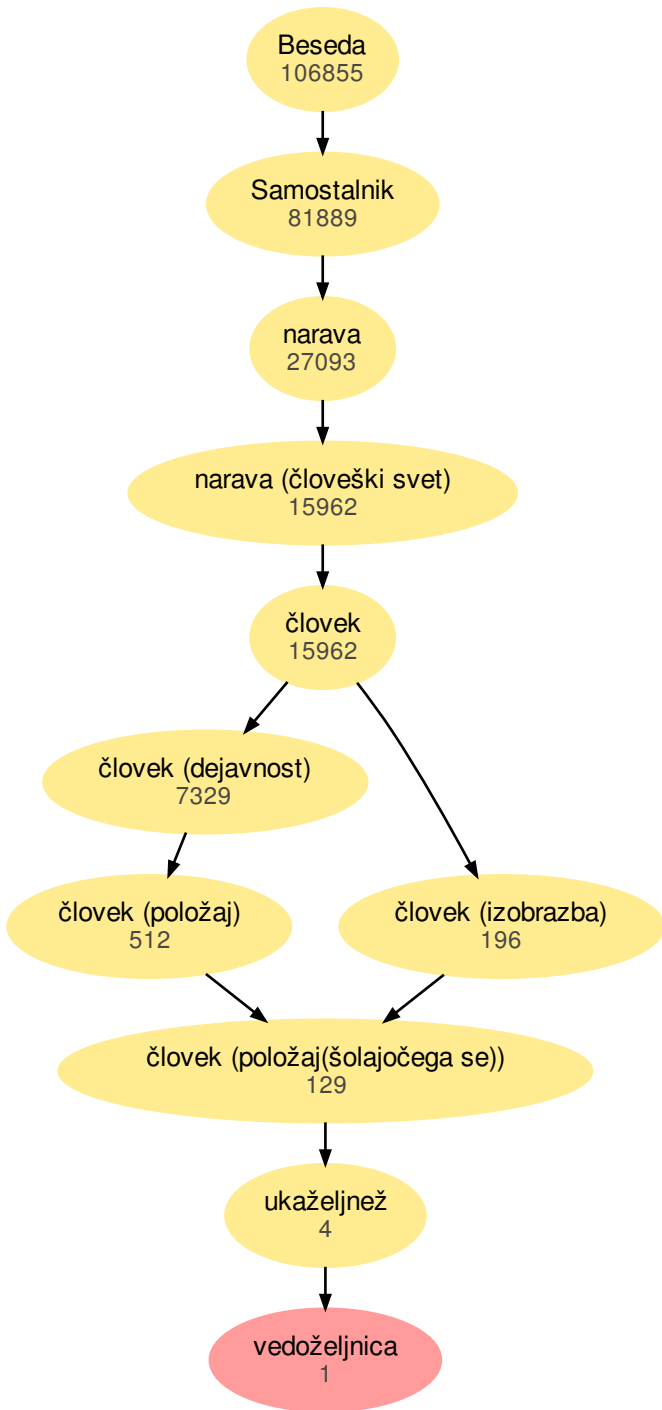 Beseda
106855
Samostalnik
81889
narava
27093
narava (človeški svet)
15962
človek
15962
človek (dejavnost)
7329
človek (položaj)
512
človek (izobrazba)
196
človek (položaj(šolajočega se))
129
ukaželjnež
4
vedoželjnica
1